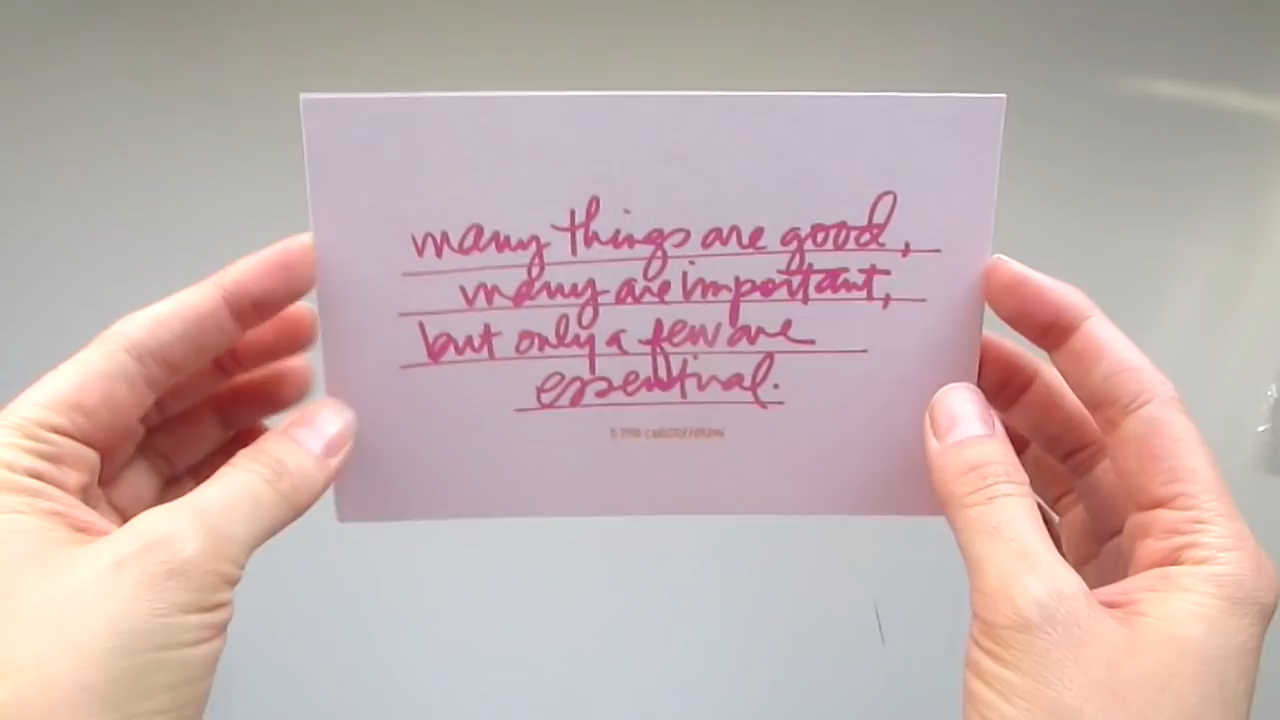 many things are good,
many are important,
but only a few are
essential.